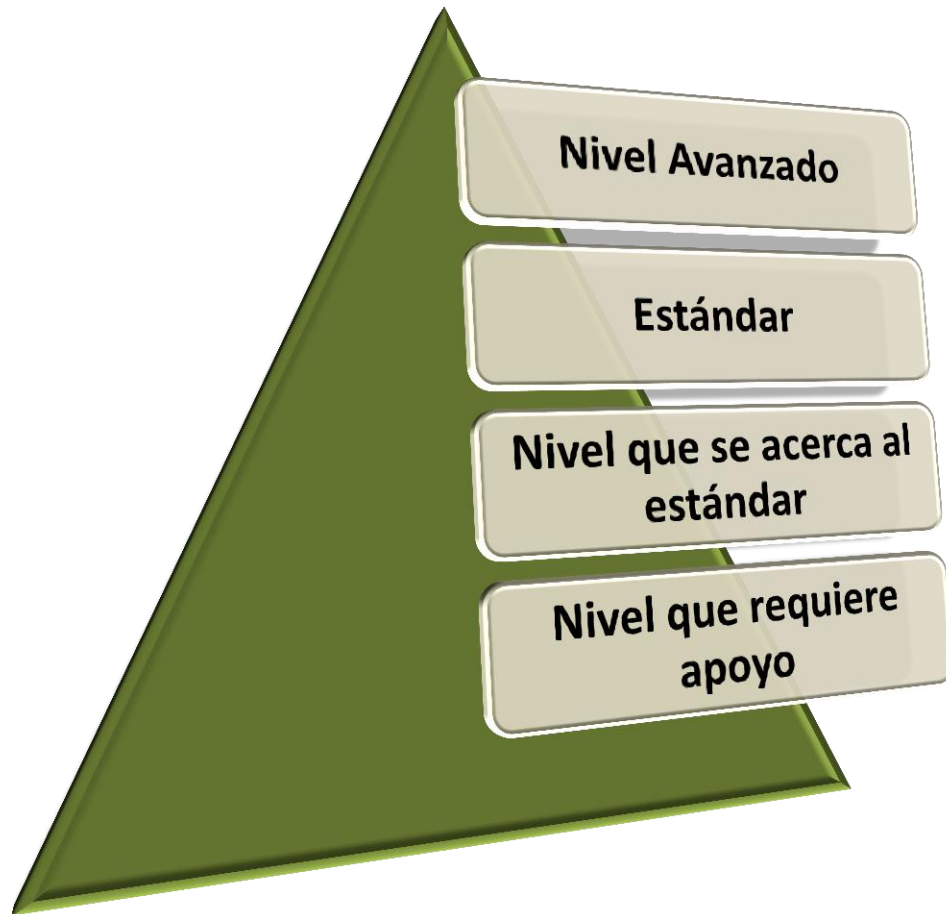 Nivel Avanzado
Estándar
Nivel que se acerca al
estándar
Nivel que requiere
apoyo